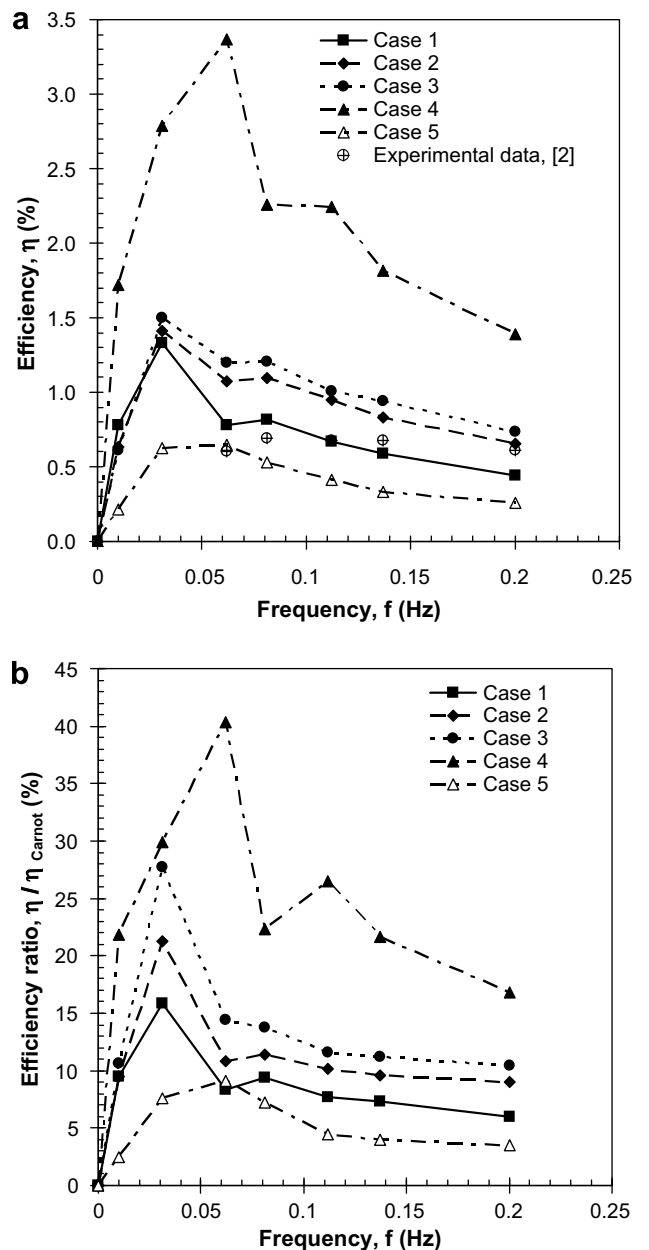 a
Case 1
Case 2
Case 3
Case 4
Case 5
Experimental data, [2]
3.5
3.0
2.5
2.0
1.5
1.0
0.5
0.0
Efficiency, η (%)
0
0.05
0.1
0.15
0.2
0.25
Frequency, f (Hz)
b
Case 1
Case 2
Case 3
Case 4
Case 5
45
40
35
30
25
20
15
10
5
0
Efficiency ratio, η / η Carnot (%)
0
0.05
0.1
0.15
0.2
0.25
Frequency, f (Hz)